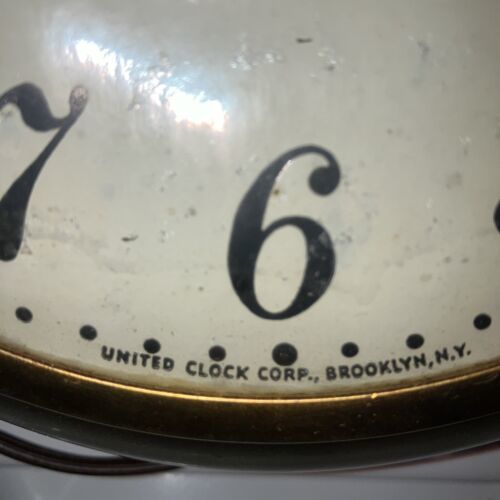 7 6
UNITED CLOCK CORP., BROOKLYN, N.Y.